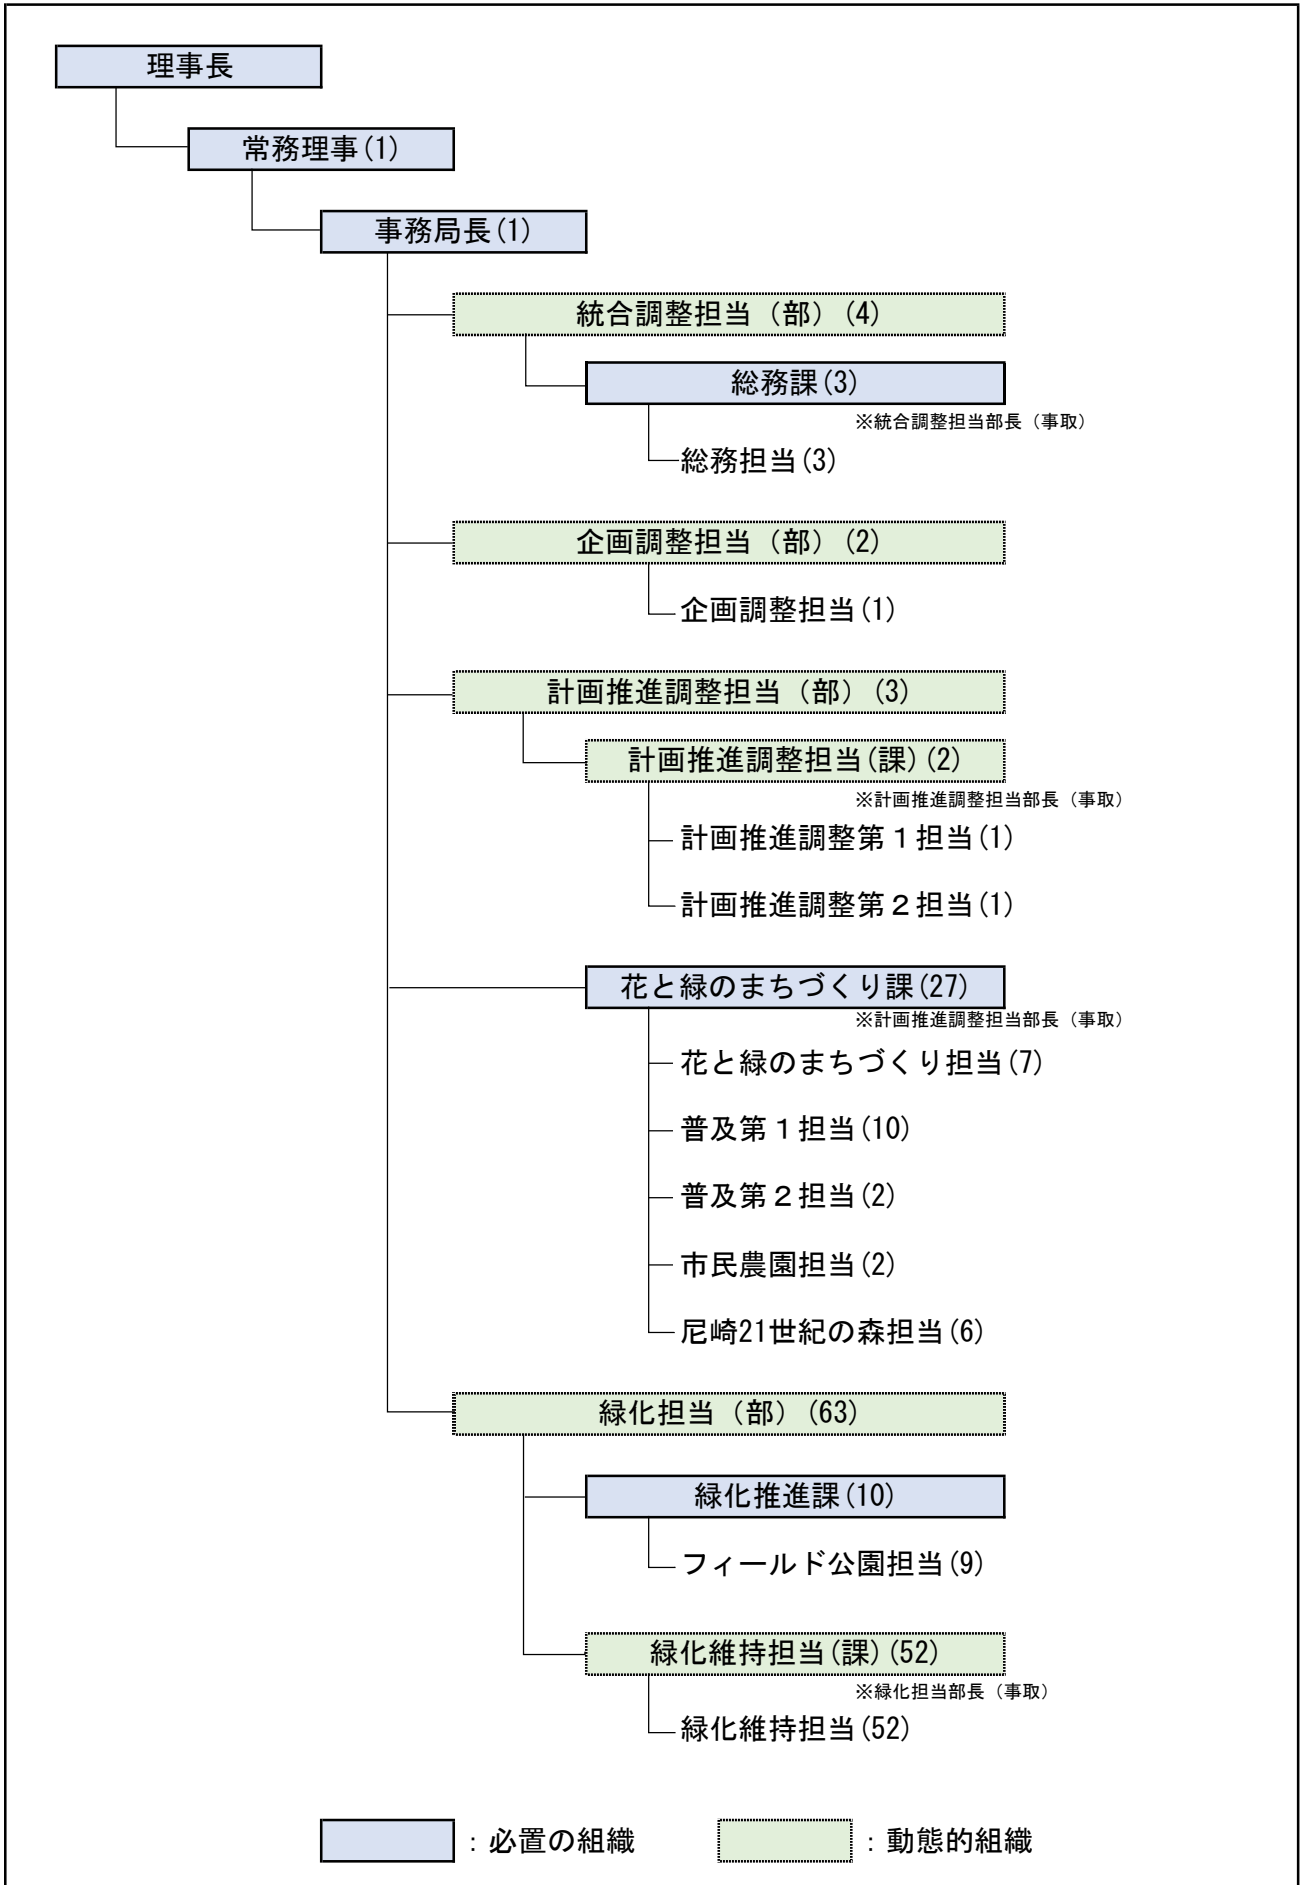 理事長
常務理事(1)
事務局長(1)
統合調整担当（部）(4)
総務課(3)
※統合調整担当部長（事取）
総務担当(3)
企画調整担当（部）(2)
企画調整担当(1)
計画推進調整担当（部）(3)
計画推進調整担当(課)(2)
※計画推進調整担当部長（事取）
計画推進調整第１担当(1)
計画推進調整第２担当(1)
花と緑のまちづくり課(27)
※計画推進調整担当部長（事取）
花と緑のまちづくり担当(7)
普及第１担当(10)
普及第２担当(2)
市民農園担当(2)
尼崎21世紀の森担当(6)
緑化担当（部）(63)
緑化推進課(10)
フィールド公園担当(9)
緑化維持担当(課)(52)
※緑化担当部長（事取）
緑化維持担当(52)
：必置の組織
：動態的組織